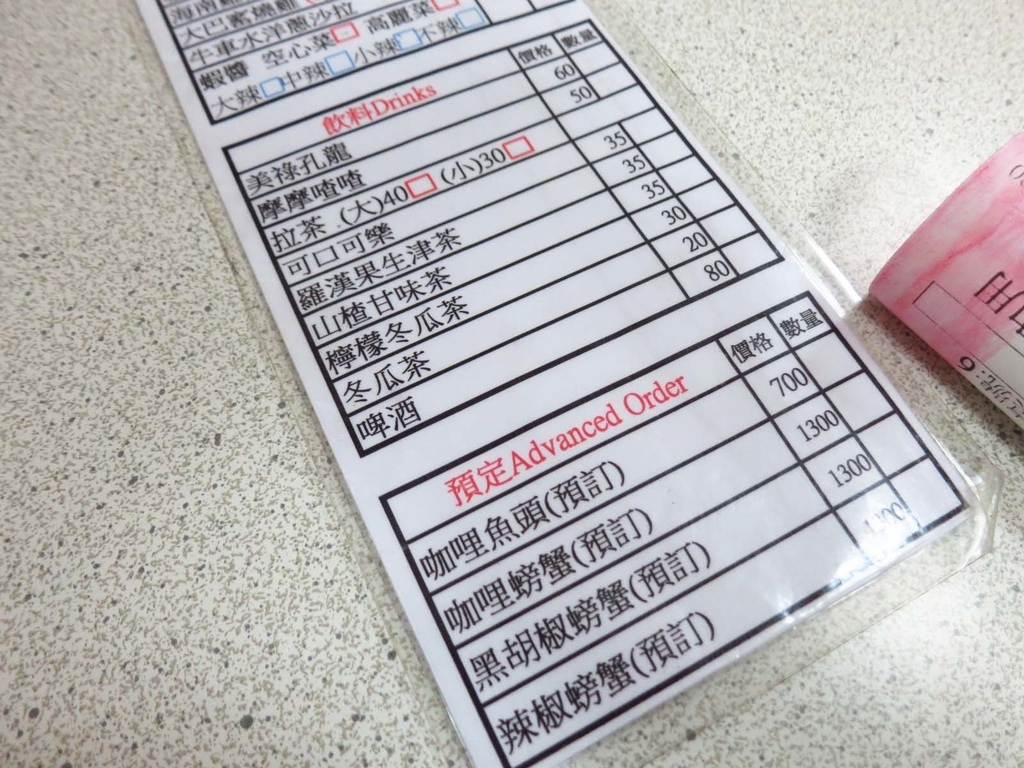 海南雞
大巴窰燒雞
牛車水洋蔥沙拉
蝦醬 空心菜□ 高麗菜□
大辣□中辣□小辣□不辣□
飲料Drinks 價格 數量
美祿孔龍 60
摩摩喳喳 50
拉茶 (大)40□ (小)30□
可口可樂 35
羅漢果生津茶 35
山楂甘味茶 35
檸檬冬瓜茶 30
冬瓜茶 20
啤酒 80
預定Advanced Order 價格 數量
咖哩魚頭(預訂) 700
咖哩螃蟹(預訂) 1300
黑胡椒螃蟹(預訂) 1300
辣椒螃蟹(預訂)
用